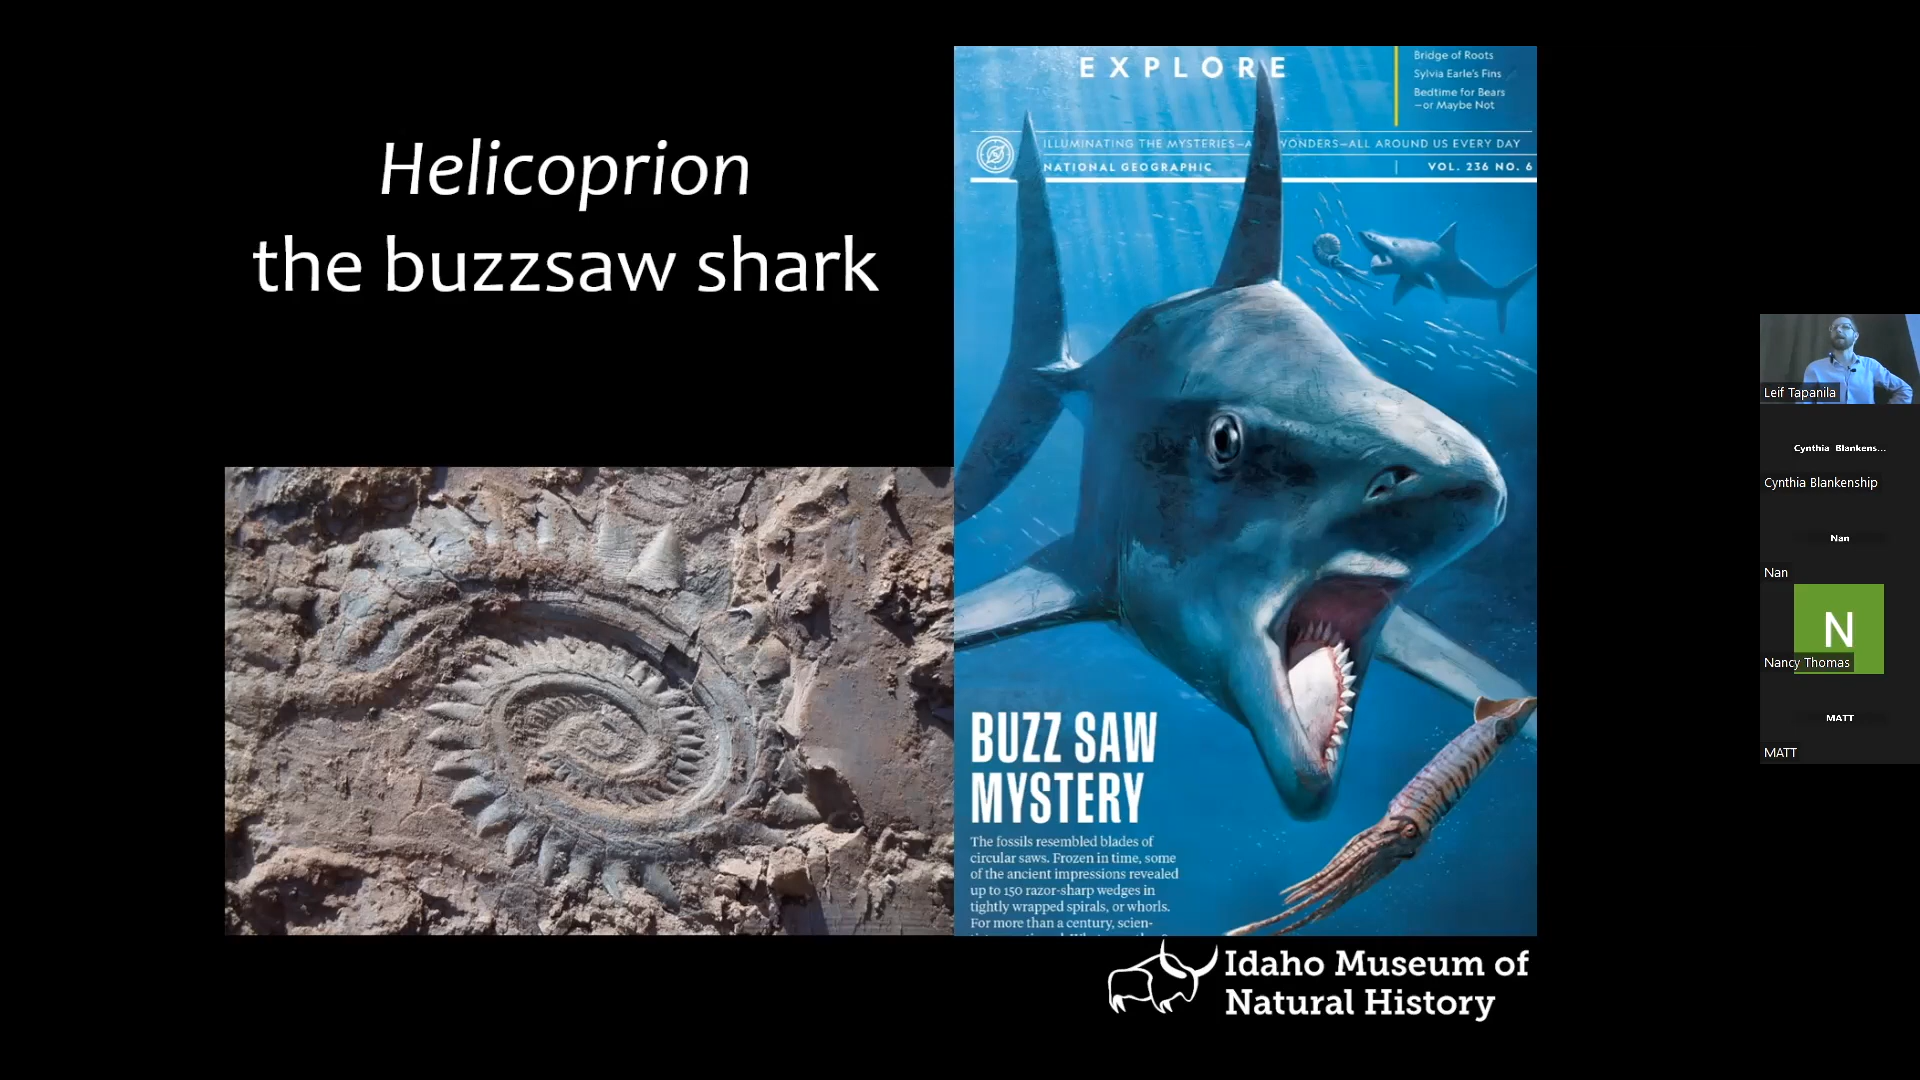 Helicoprion
the buzzsaw shark
EXPLORE
Bridge of Roots
Sylvia Earle's Fins
Bedtime for Bears
—or Maybe Not
ILLUMINATING THE MYSTERIES—A WONDERS—ALL AROUND US EVERY DAY
NATIONAL GEOGRAPHIC
VOL. 236 NO. 6
BUZZ SAW
MYSTERY
The fossils resembled blades of
circular saws. Frozen in time, some
of the ancient impressions revealed
up to 150 razor-sharp wedges in
tightly wrapped spirals, or whorls.
For more than a century, scien-
Idaho Museum of
Natural History
Leif Tapanila
Cynthia Blankens...
Cynthia Blankenship
Nan
Nan
N
Nancy Thomas
MATT
MATT